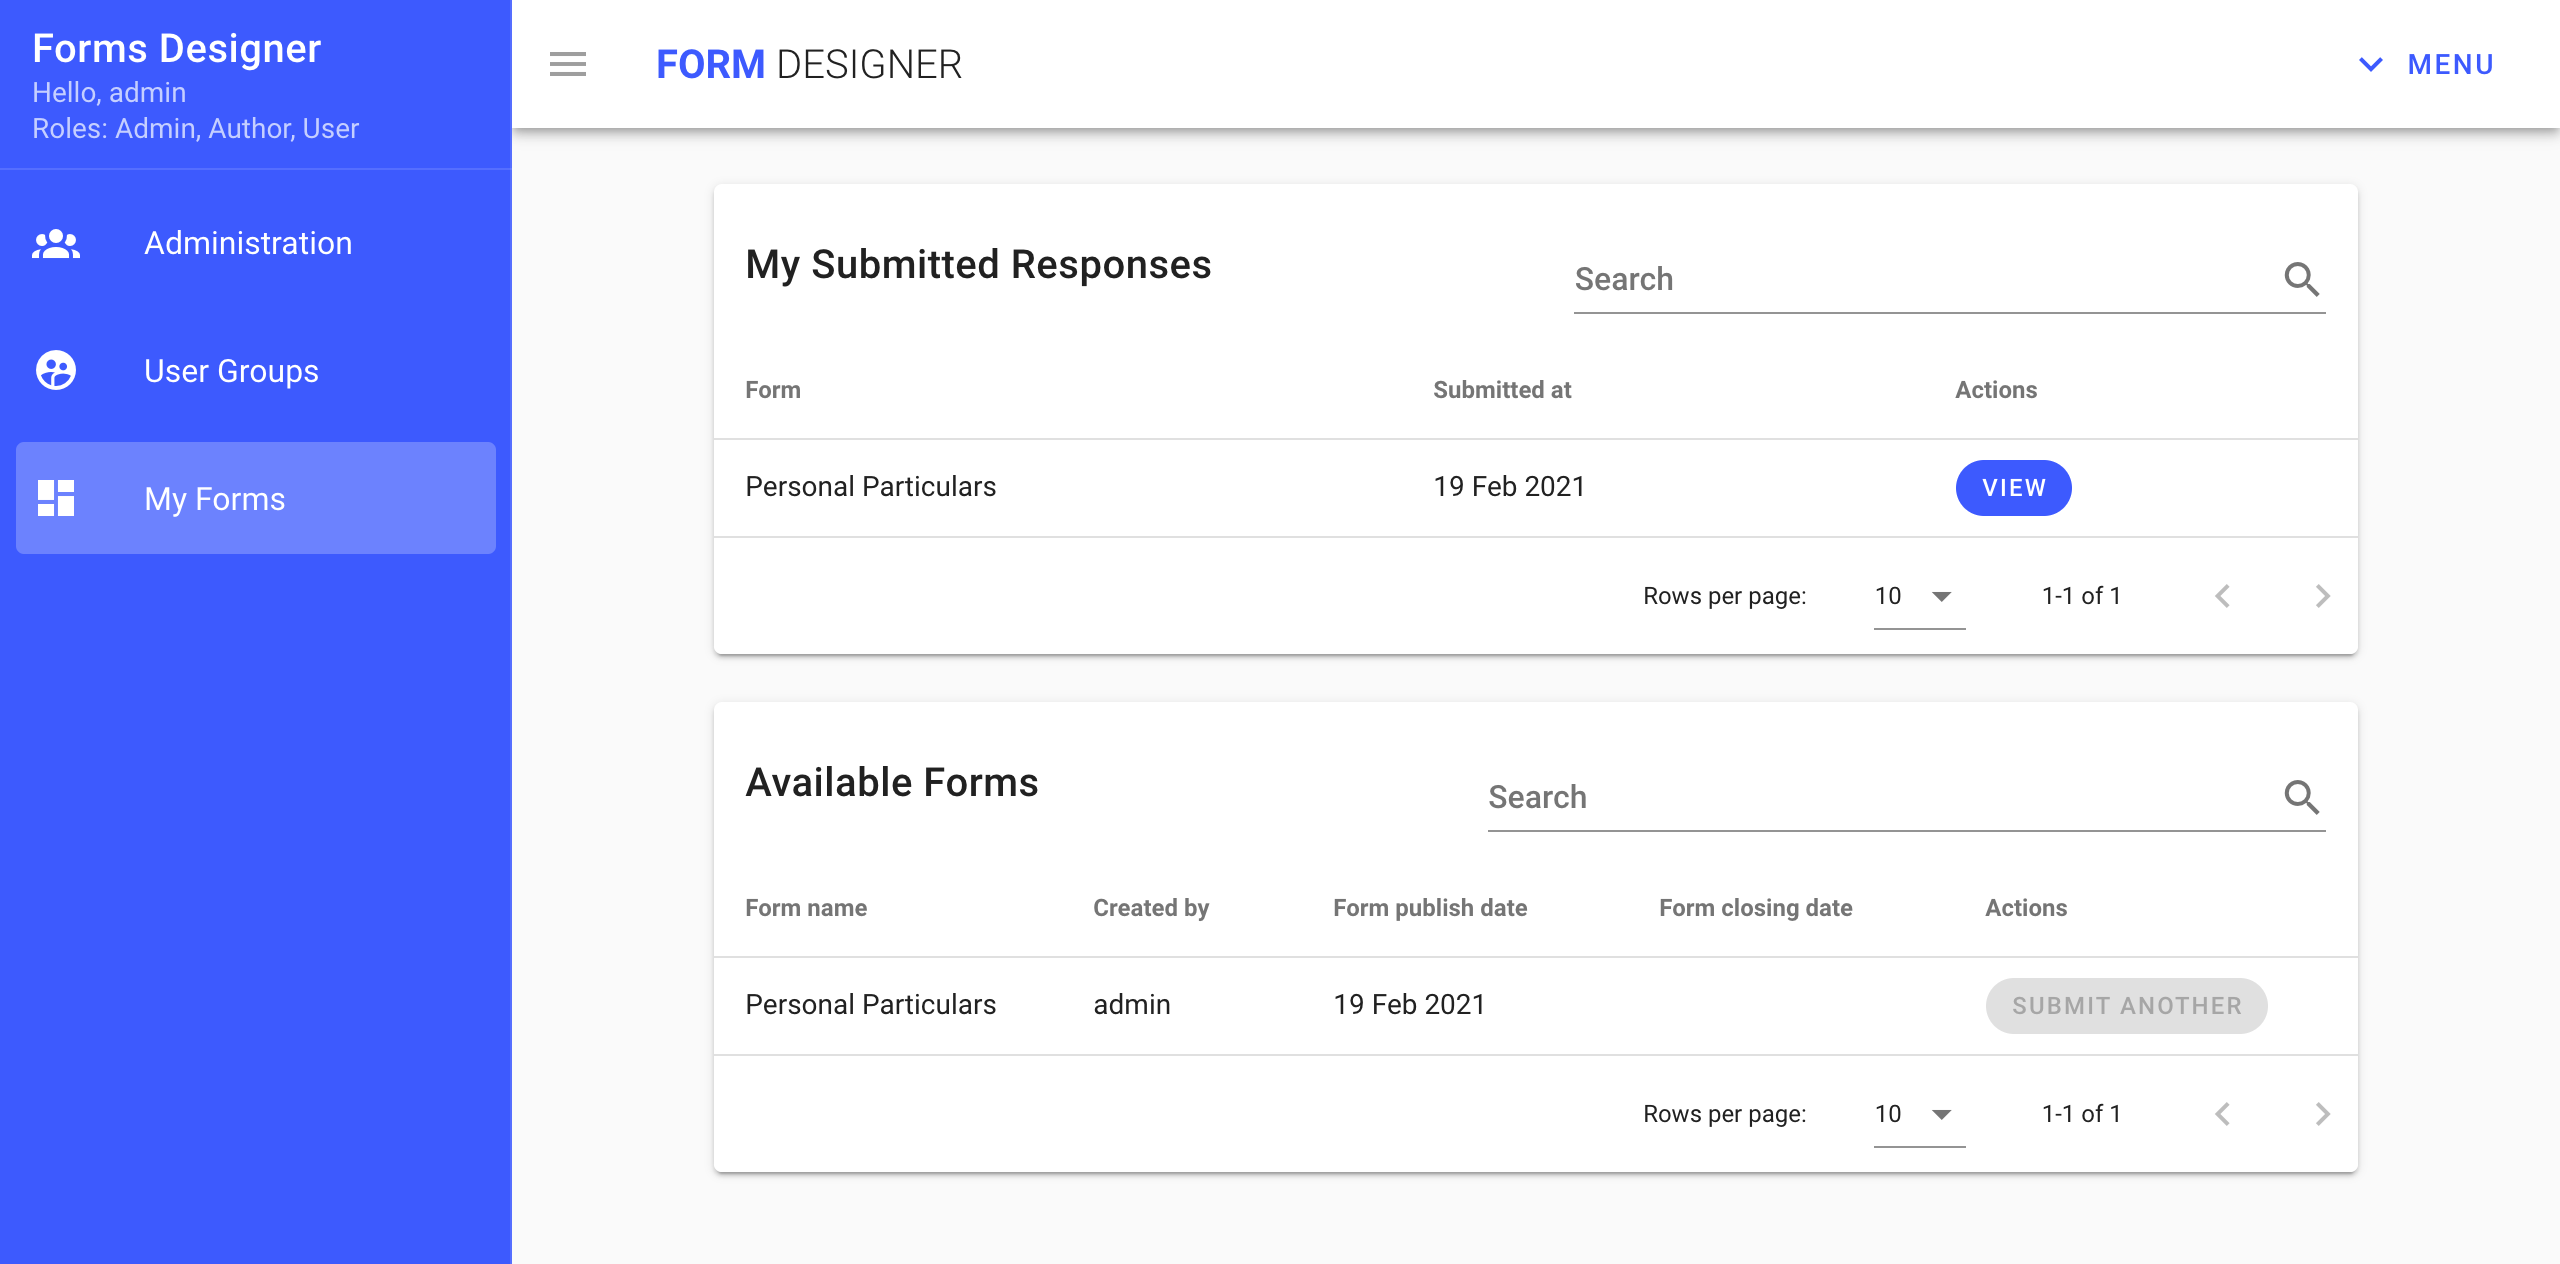 Forms Designer
Hello, admin
Roles: Admin, Author, User
Administration
User Groups
My Forms
FORM DESIGNER
MENU
My Submitted Responses
Search
Form Submitted at Actions
Personal Particulars 19 Feb 2021 VIEW
Rows per page: 10 1-1 of 1
Available Forms
Search
Form name Created by Form publish date Form closing date Actions
Personal Particulars admin 19 Feb 2021 SUBMIT ANOTHER
Rows per page: 10 1-1 of 1